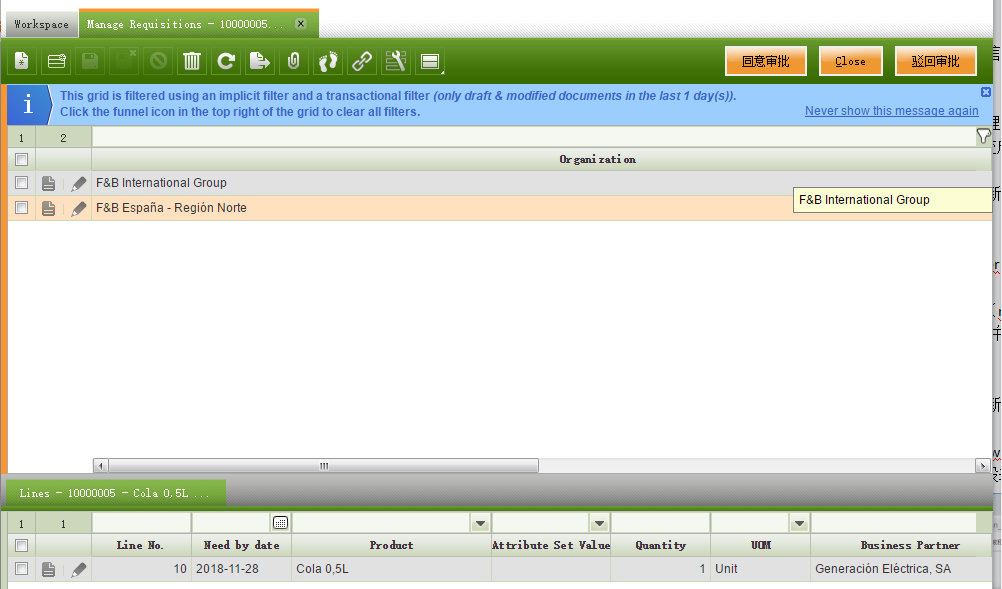 Workspace
Manage Requisitions - 10000005...
同意审批
Close
驳回审批
This grid is filtered using an implicit filter and a transactional filter (only draft & modified documents in the last 1 day(s)).
Click the funnel icon in the top right of the grid to clear all filters.
Never show this message again
1 2
Organization
F&B International Group
F&B España - Región Norte
F&B International Group
Lines - 10000005 - Cola 0,5L ...
1 1
Line No. Need by date Product Attribute Set Value Quantity UOM Business Partner
10 2018-11-28 Cola 0,5L 1 Unit Generación Eléctrica, SA